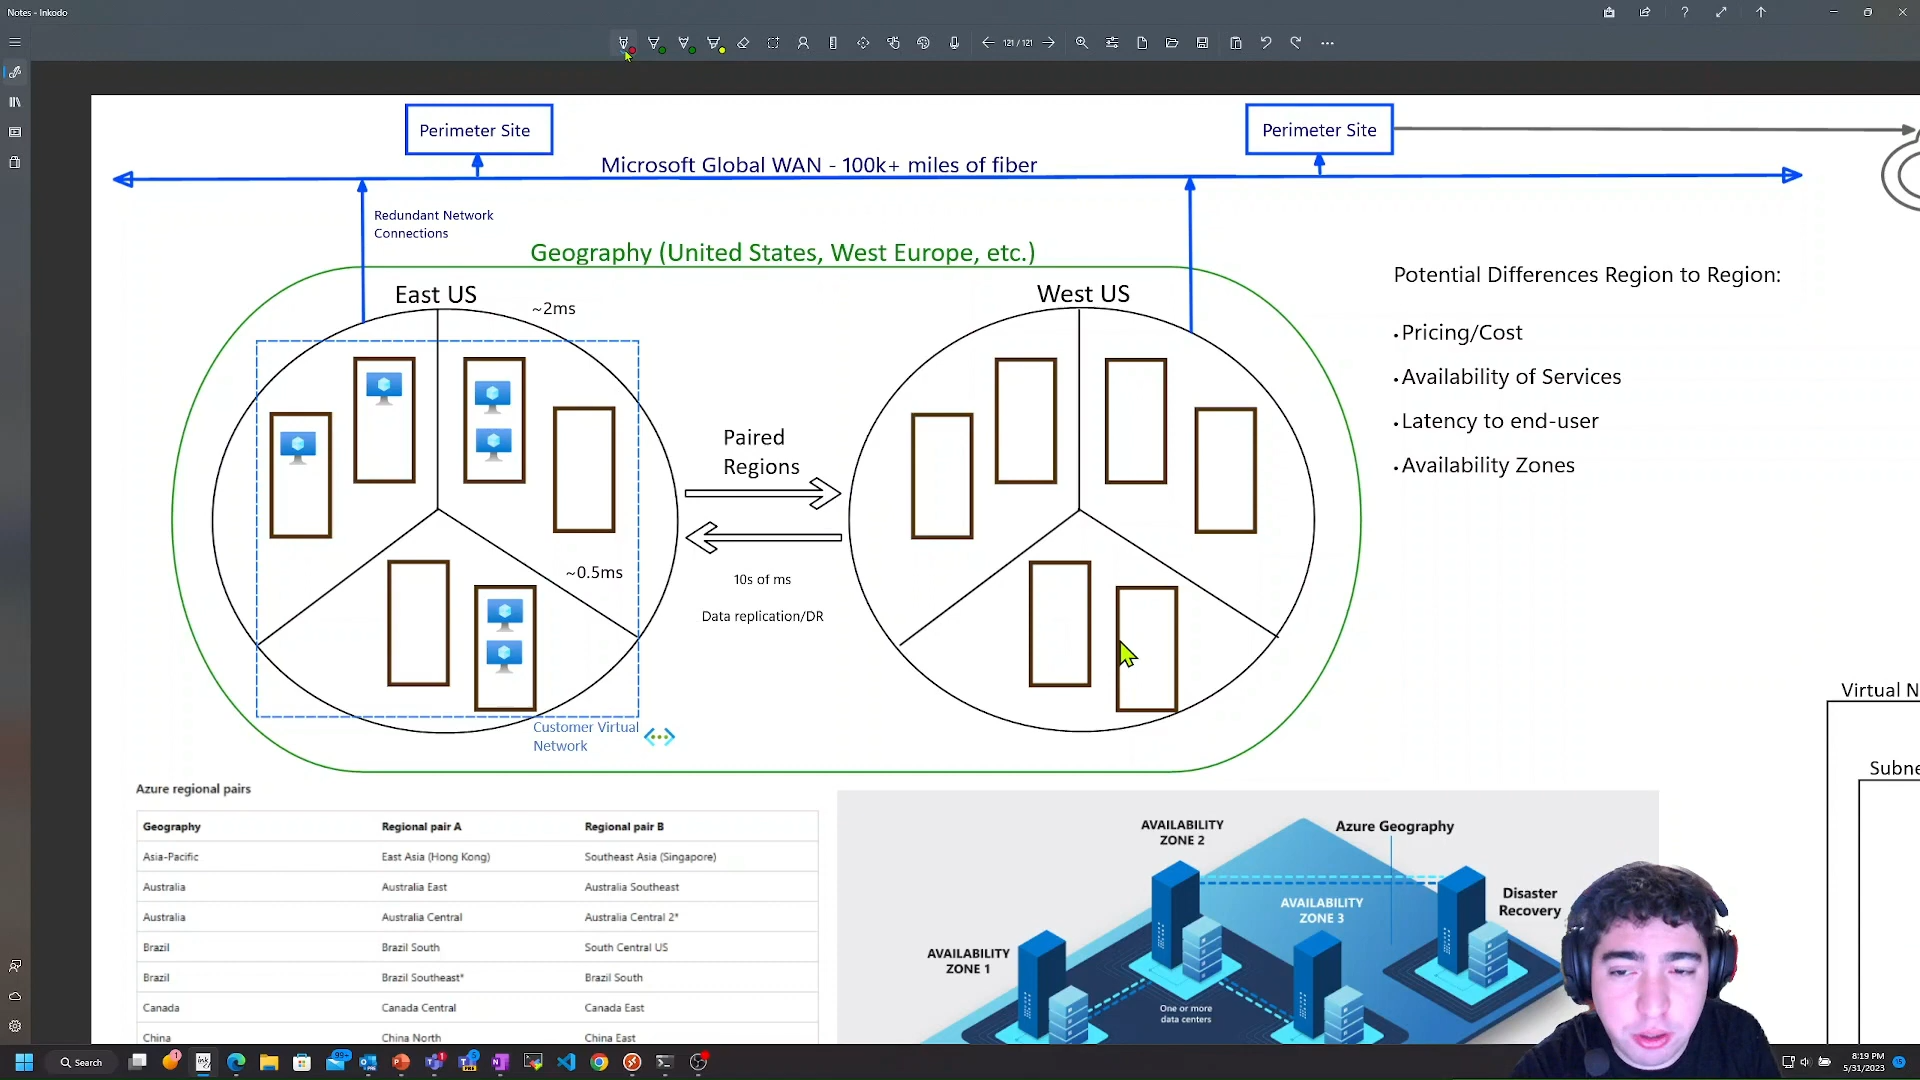 Notes - Inkodo
121 / 121
Perimeter Site
Perimeter Site
Microsoft Global WAN - 100k+ miles of fiber
Redundant Network
Connections
Geography (United States, West Europe, etc.)
East US
~2ms
West US
Potential Differences Region to Region:
• Pricing/Cost
• Availability of Services
• Latency to end-user
• Availability Zones
Paired
Regions
~0.5ms
10s of ms
Data replication/DR
Customer Virtual
Network
Virtual N
Subne
Azure regional pairs
Geography Regional pair A Regional pair B
Asia-Pacific East Asia (Hong Kong) Southeast Asia (Singapore)
Australia Australia East Australia Southeast
Australia Australia Central Australia Central 2*
Brazil Brazil South South Central US
Brazil Brazil Southeast* Brazil South
Canada Canada Central Canada East
China China North China East
AVAILABILITY
ZONE 2
Azure Geography
AVAILABILITY
ZONE 3
Disaster
Recovery
AVAILABILITY
ZONE 1
One or more
data centers
Search
99+
8:19 PM
5/31/2023